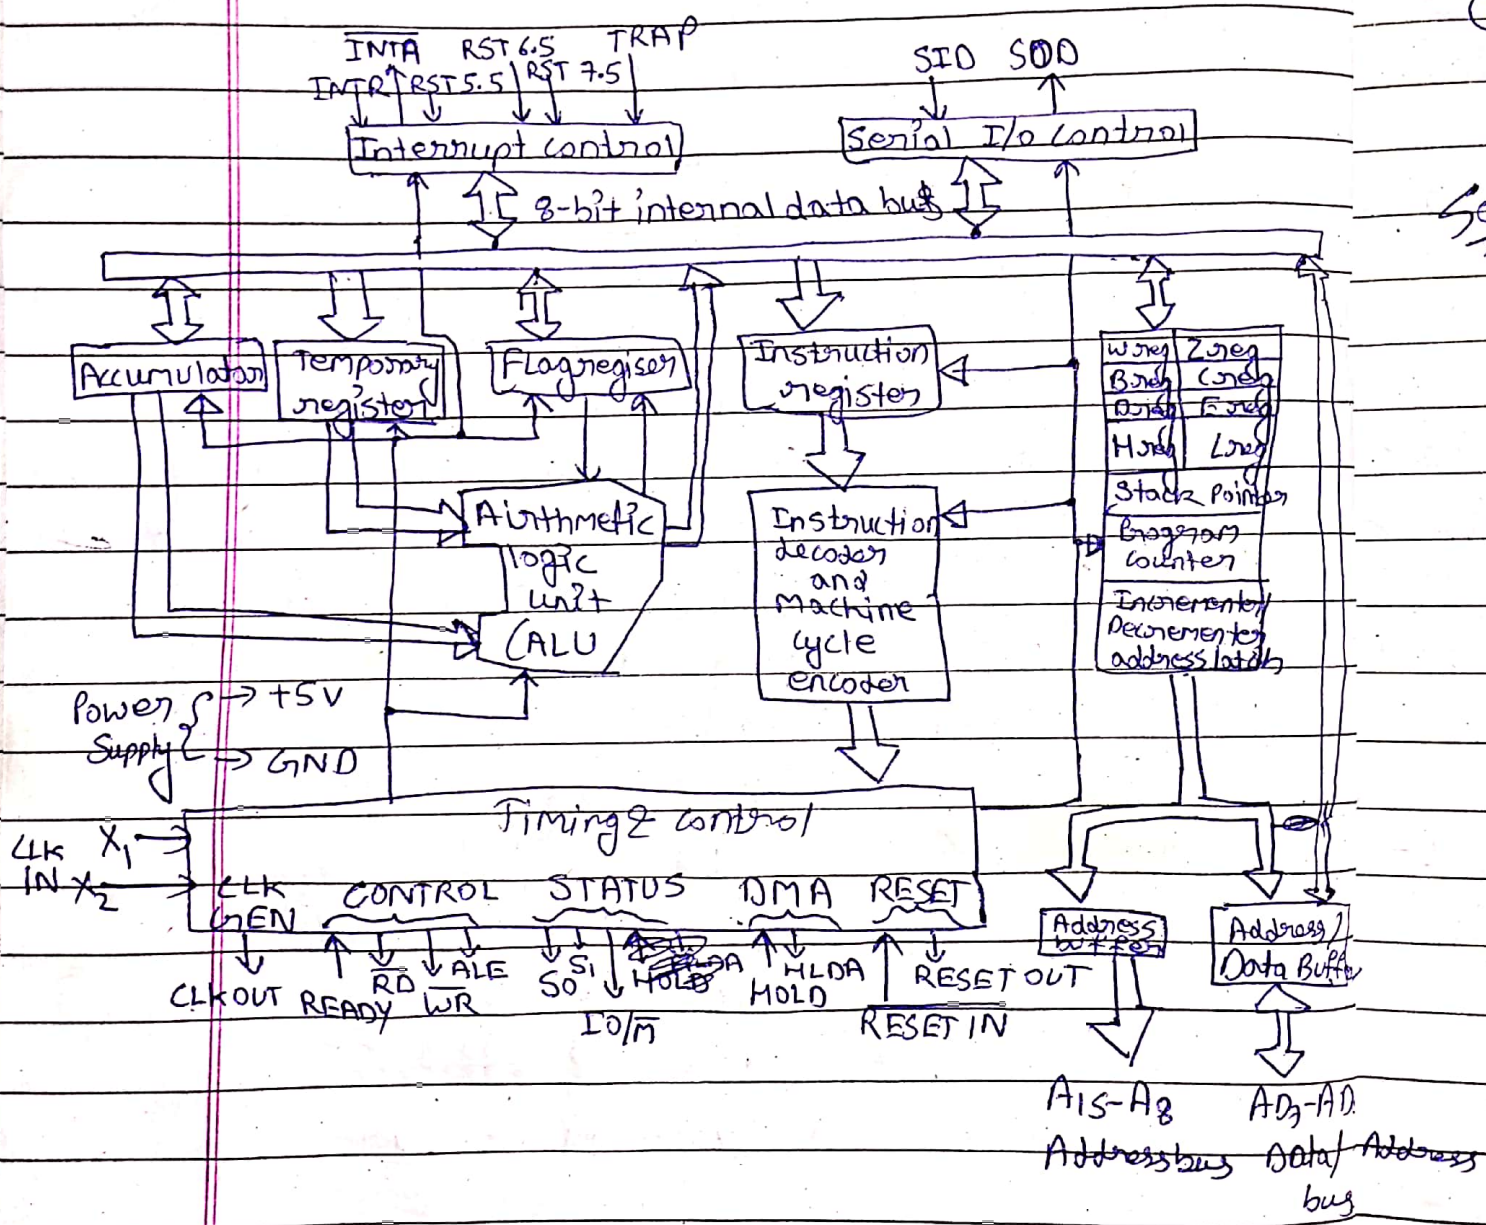 INTA RST 6.5 TRAP
INTR RST 5.5 RST 7.5
SID SOD
Interrupt control
Serial I/o control
8-bit internal data bus
Accumulator
Temporary
register
Flag regiser
Instruction
register
W reg Z reg
B reg C reg
D reg E reg
H reg L reg
Stack Pointer
Program
counter
Incrementer/
Decrementer
address latch
Airthmetic
logic
unit
(ALU
Instruction
decoder
and
Machine
cycle
encoder
Power
Supply
+5V
GND
Timing & control
CLK
IN
X1
X2
CLK
GEN
CONTROL STATUS DMA RESET
CLK OUT
READY
RD
WR
ALE
S0
S1
IO/M
HOLD
HLDA
HOLD
RESET OUT
RESET IN
Address
buffer
Address/
Data Buffer
A15-A8
Address bus
AD7-AD
Data/ Address
bus